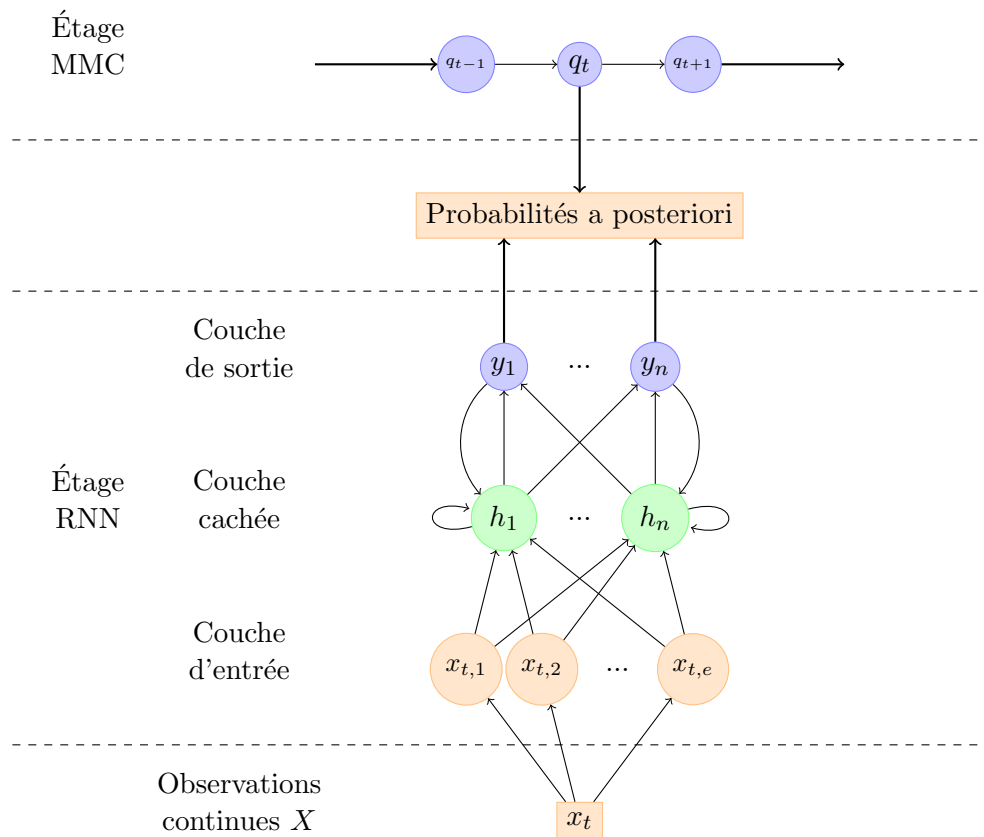 Étage
MMC
q_{t−1} q_t q_{t+1}
Probabilités a posteriori
Couche
de sortie
y_1 ... y_n
Étage
RNN
Couche
cachée
h_1 ... h_n
Couche
d'entrée
x_{t,1} x_{t,2} ... x_{t,e}
Observations
continues X
x_t